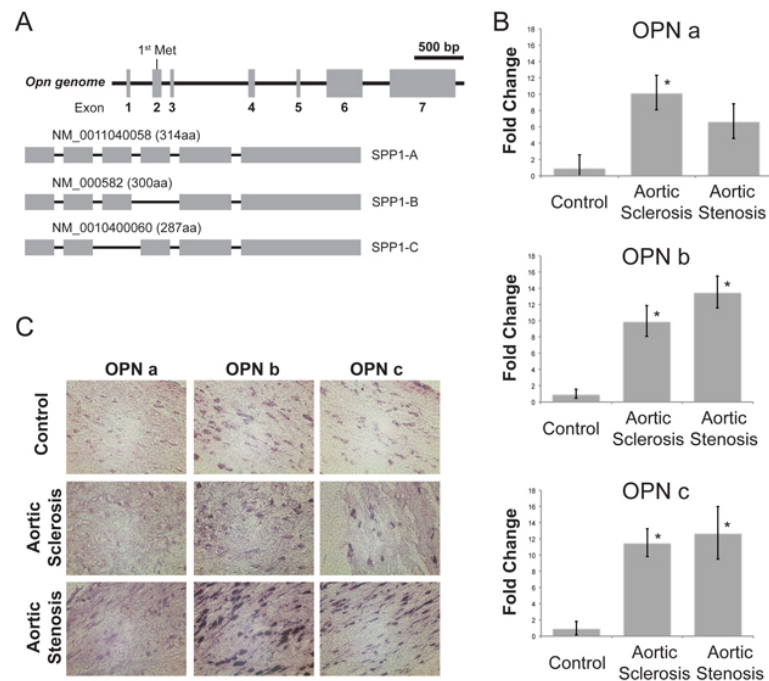 A
1st Met
500 bp
Opn genome
Exon 1 2 3 4 5 6 7
NM_0011040058 (314aa)
SPP1-A
NM_000582 (300aa)
SPP1-B
NM_0010400060 (287aa)
SPP1-C
B
OPN a
Fold Change
18
16
14
12
10
8
6
4
2
0
*
Control
Aortic
Sclerosis
Aortic
Stenosis
OPN b
Fold Change
18
16
14
12
10
8
6
4
2
0
*
*
Control
Aortic
Sclerosis
Aortic
Stenosis
OPN c
Fold Change
18
16
14
12
10
8
6
4
2
0
*
*
Control
Aortic
Sclerosis
Aortic
Stenosis
C
OPN a OPN b OPN c
Control
Aortic
Sclerosis
Aortic
Stenosis